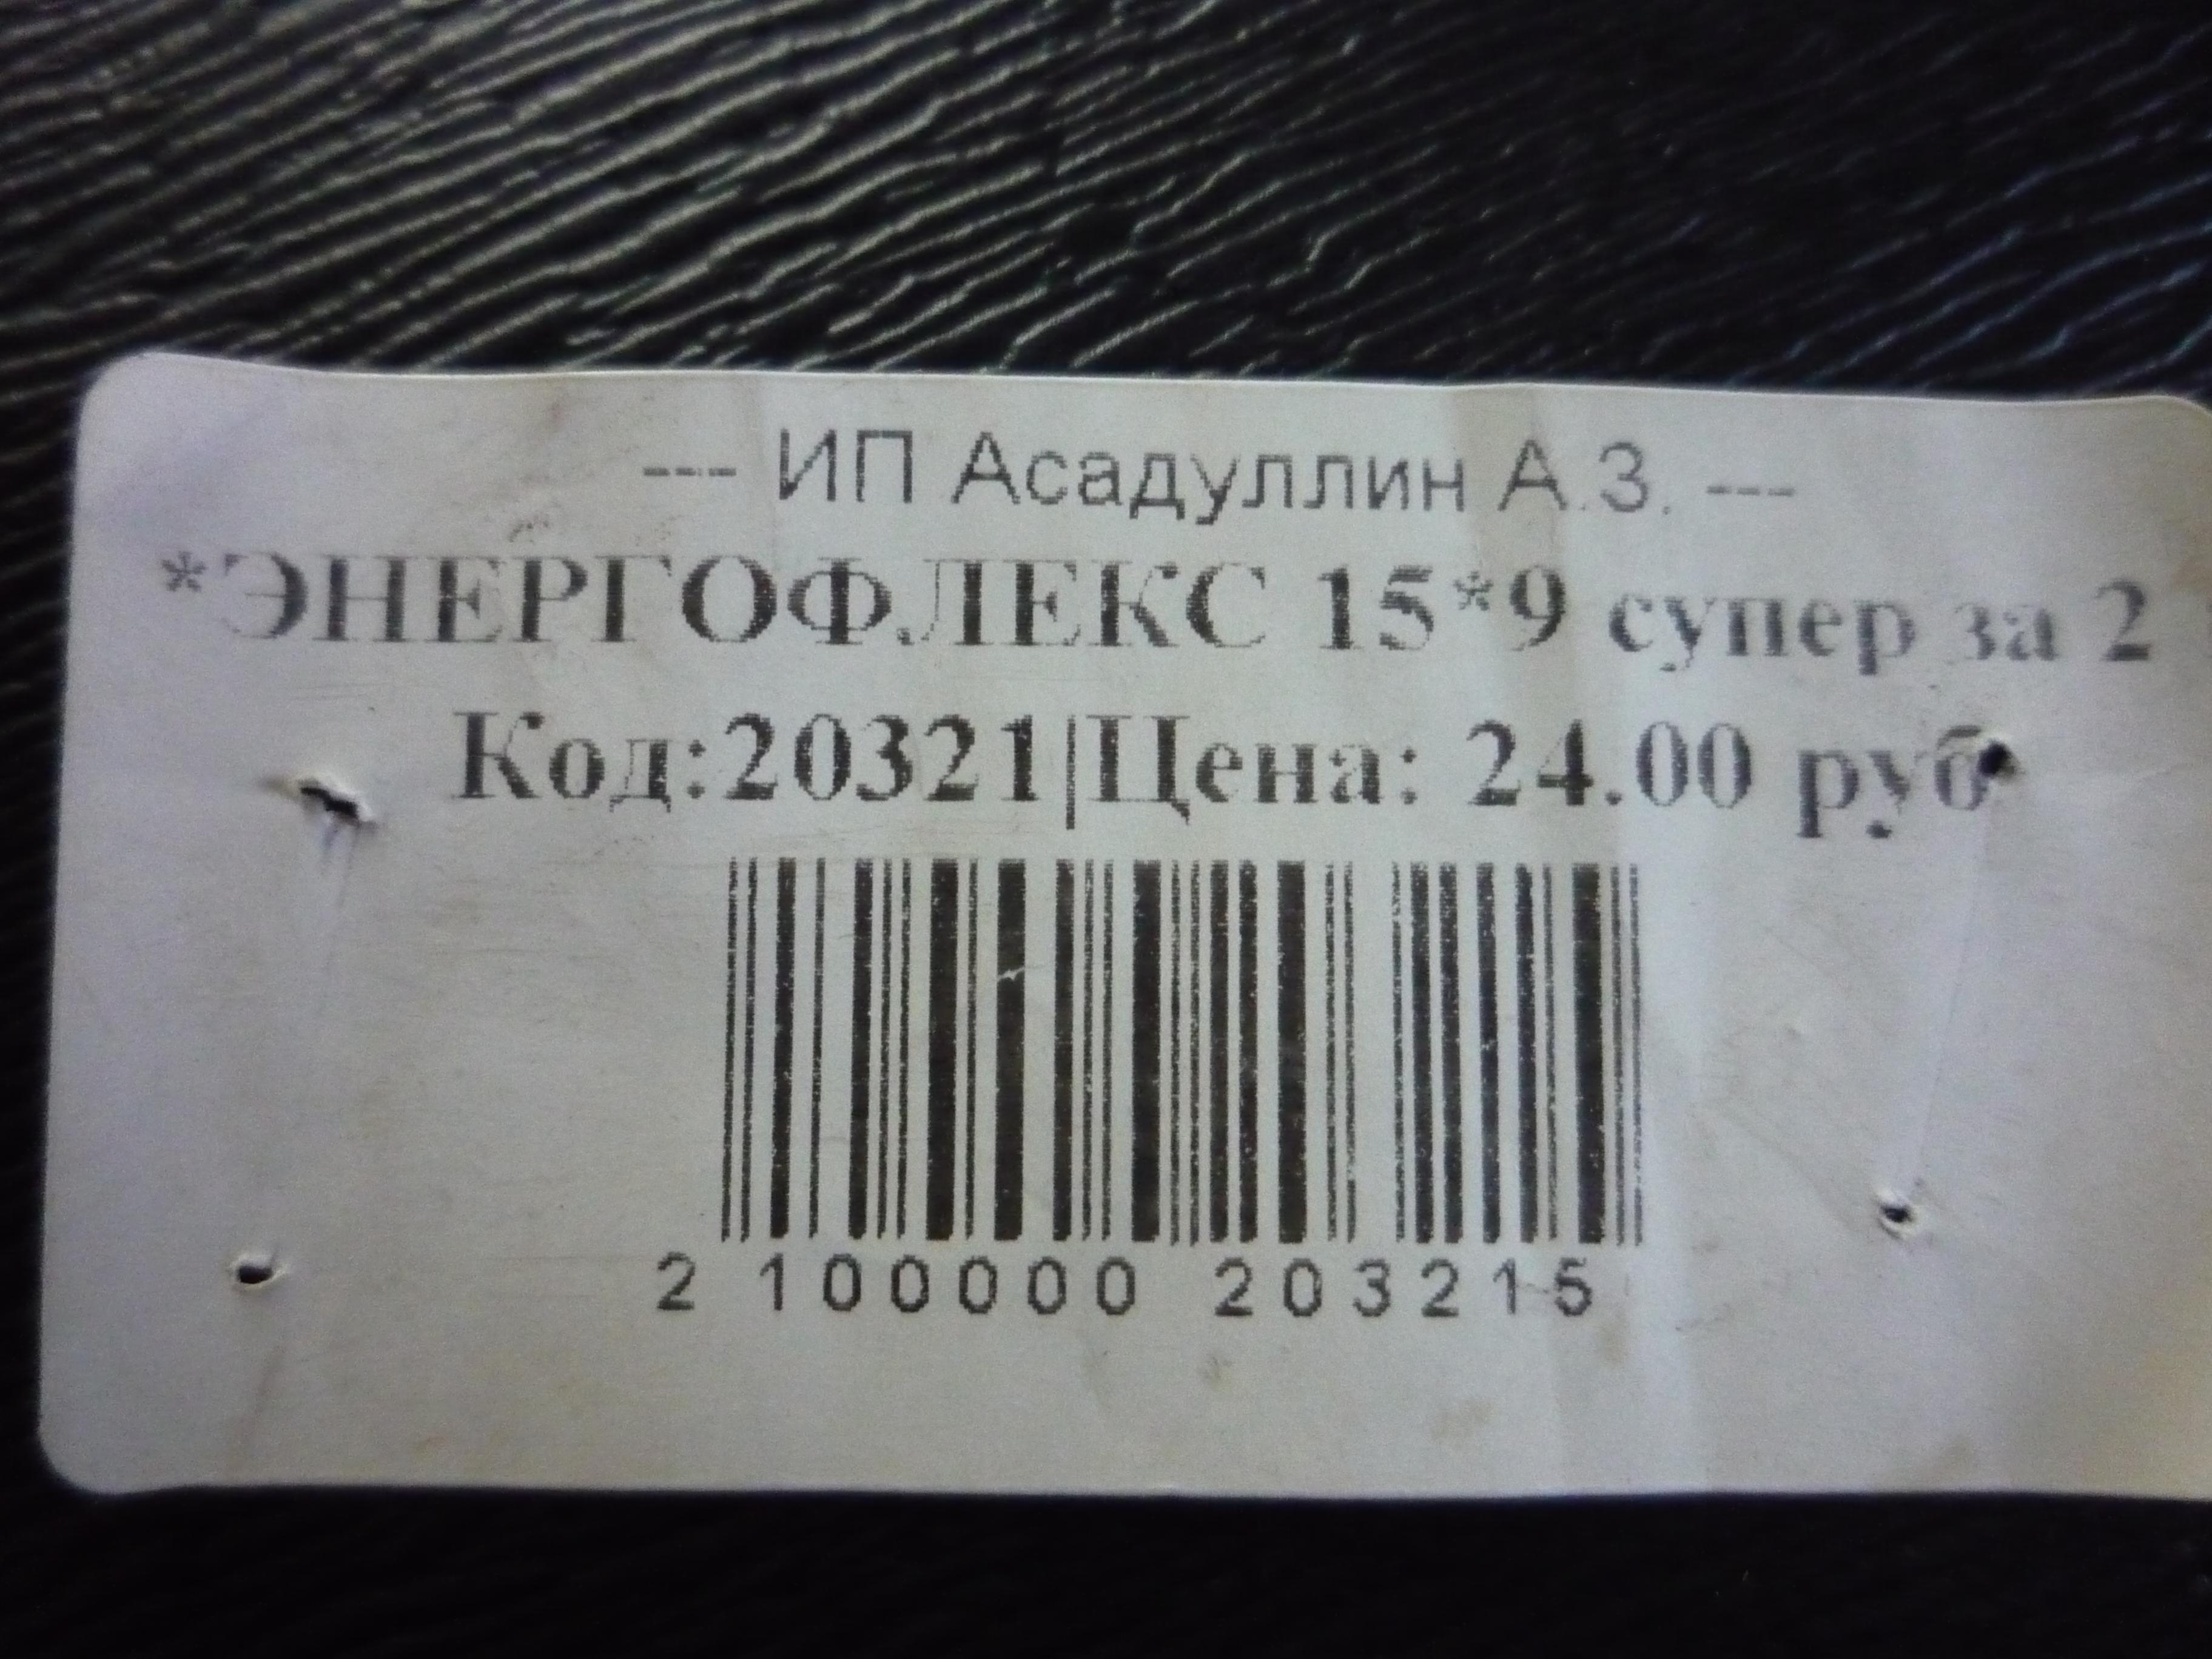 --- ИП Асадуллин А.З. ---
*ЭНЕРГОФЛЕКС 15*9 супер за 2
Код:20321|Цена: 24.00 руб
2 100000 203215